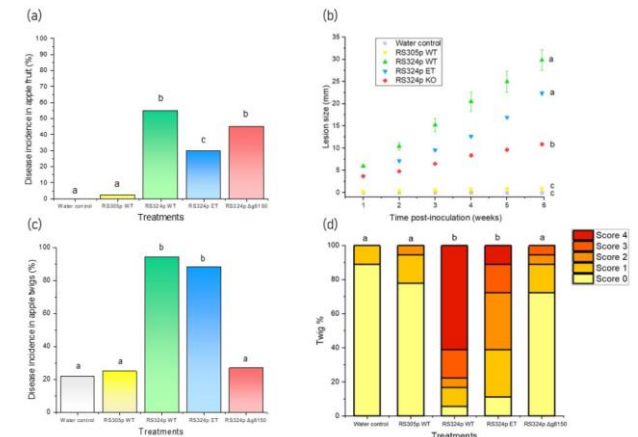 (a)
Disease incidence in apple fruit (%)
100
90
80
70
60
50
40
30
20
10
0
a
a
b
c
b
Water control
RS305p WT
RS324p WT
RS324p ET
RS324p Δg8150
Treatments
(b)
Lesion size (mm)
35
30
25
20
15
10
5
0
Water control
RS305p WT
RS324p WT
RS324p ET
RS324p KO
a
a
b
c
c
1
2
3
4
5
6
Time post-inoculation (weeks)
(c)
Disease incidence in apple twigs (%)
100
80
60
40
20
0
a
a
b
b
a
Water control
RS305p WT
RS324p WT
RS324p ET
RS324p Δg8150
Treatments
(d)
Twig %
100
80
60
40
20
0
a
a
b
b
a
Score 4
Score 3
Score 2
Score 1
Score 0
Water control
RS305p WT
RS324p WT
RS324p ET
RS324p Δg8150
Treatments